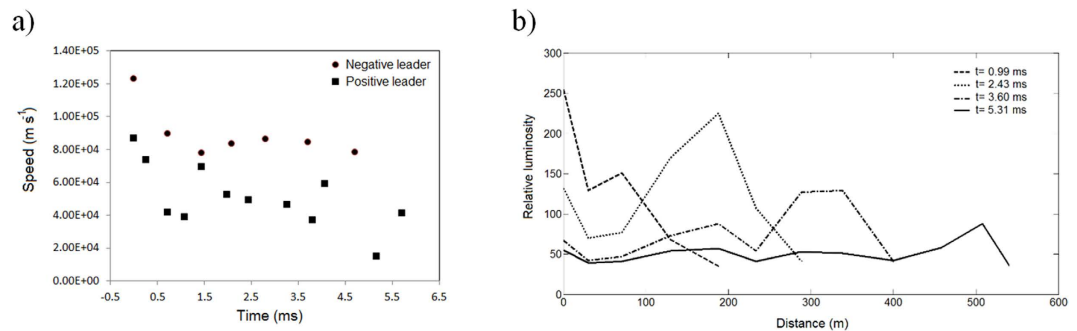 a)
1.40E+05
1.20E+05
1.00E+05
8.00E+04
6.00E+04
4.00E+04
2.00E+04
0.00E+00
Speed (m s⁻¹)
Negative leader
Positive leader
-0.5 0.5 1.5 2.5 3.5 4.5 5.5 6.5
Time (ms)
b)
300
250
200
150
100
50
0
Relative luminosity
t= 0.99 ms
t= 2.43 ms
t= 3.60 ms
t= 5.31 ms
0 100 200 300 400 500 600
Distance (m)